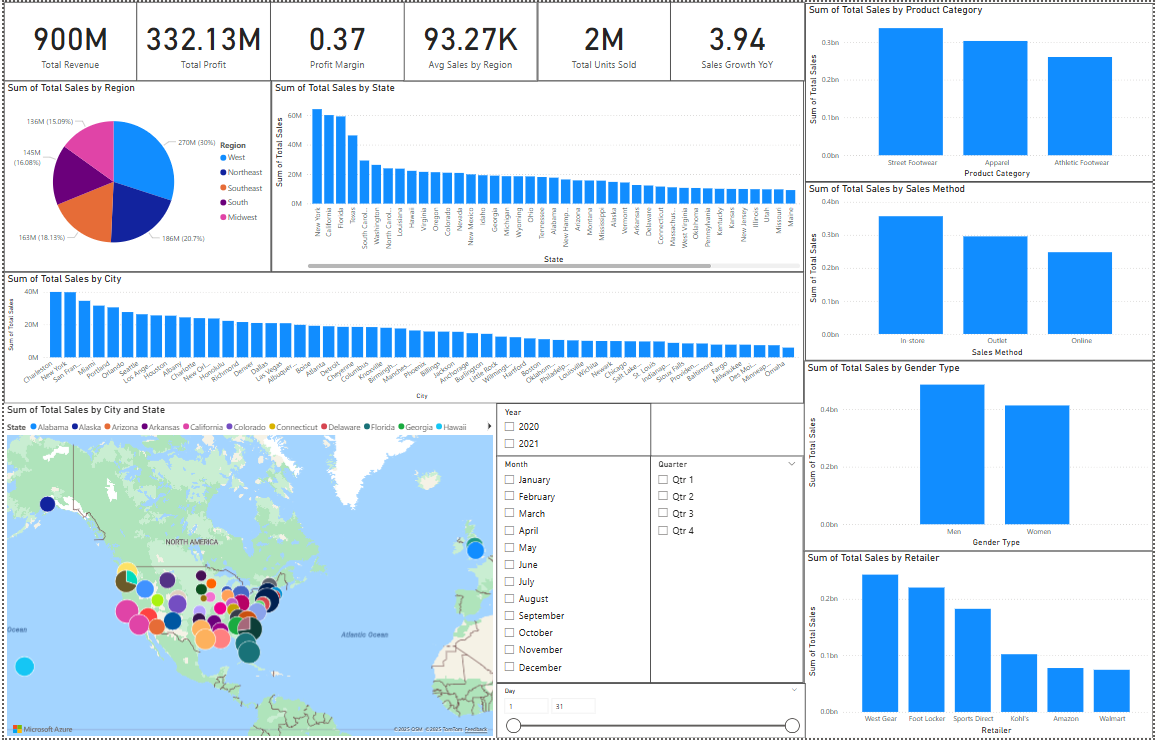 900M
Total Revenue
332.13M
Total Profit
0.37
Profit Margin
93.27K
Avg Sales by Region
2M
Total Units Sold
3.94
Sales Growth YoY
Sum of Total Sales by Region
136M (15.09%)
145M
(16.08%)
163M (18.13%)
270M (30%)
186M (20.7%)
Region
West
Northeast
Southeast
South
Midwest
Sum of Total Sales by State
Sum of Total Sales
60M
40M
20M
0M
New York
California
Florida
Texas
South Carol...
Washington
North Carol...
Louisiana
Hawaii
Virginia
Oregon
Colorado
Nevada
New Mexico
Idaho
Georgia
Michigan
Wyoming
Ohio
Tennessee
Alabama
New Hamp...
Arizona
Montana
Mississippi
Alaska
Vermont
Arkansas
Delaware
Connecticut
Massachus...
West Virginia
Oklahoma
Pennsylvania
Kentucky
Kansas
New Jersey
Illinois
Utah
Missouri
Maine
State
Sum of Total Sales by City
Sum of Total Sales
40M
20M
0M
Charleston
New York
San Fran...
Miami
Portland
Orlando
Seattle
Los Ange...
Houston
Albany
Charlotte
New Orl...
Honolulu
Richmond
Denver
Dallas
Las Vegas
Albuquer...
Boise
Atlanta
Detroit
Cheyenne
Columbus
Knoxville
Birmingh...
Manches...
Phoenix
Billings
Jackson
Anchorage
Burlington
Little Rock
Wilmingt...
Hartford
Boston
Oklahom...
Philadelp...
Louisville
Wichita
Newark
Chicago
Salt Lake...
St. Louis
Indianap...
Sioux Falls
Providen...
Baltimore
Fargo
Milwaukee
Des Moi...
Minneap...
Omaha
City
Sum of Total Sales by City and State
State
Alabama
Alaska
Arizona
Arkansas
California
Colorado
Connecticut
Delaware
Florida
Georgia
Hawaii
NORTH AMERICA
Ocean
Atlantic Ocean
Microsoft Azure
© 2025 OSM © 2025 TomTom Feedback
Year
2020
2021
Month
January
February
March
April
May
June
July
August
September
October
November
December
Quarter
Qtr 1
Qtr 2
Qtr 3
Qtr 4
Day
1
31
Sum of Total Sales by Product Category
Sum of Total Sales
0.3bn
0.2bn
0.1bn
0.0bn
Street Footwear
Apparel
Athletic Footwear
Product Category
Sum of Total Sales by Sales Method
Sum of Total Sales
0.4bn
0.3bn
0.2bn
0.1bn
0.0bn
In-store
Outlet
Online
Sales Method
Sum of Total Sales by Gender Type
Sum of Total Sales
0.4bn
0.2bn
0.0bn
Men
Women
Gender Type
Sum of Total Sales by Retailer
Sum of Total Sales
0.2bn
0.1bn
0.0bn
West Gear
Foot Locker
Sports Direct
Kohl's
Amazon
Walmart
Retailer